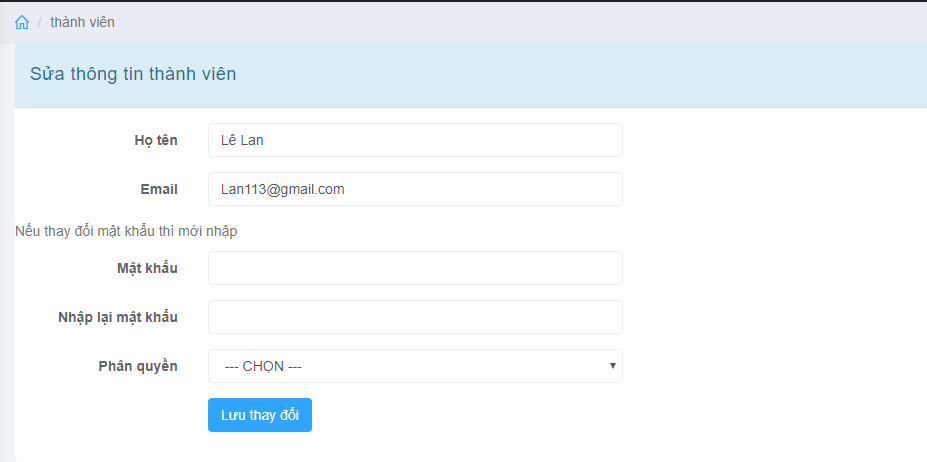 / thành viên
Sửa thông tin thành viên
Họ tên Lê Lan
Email Lan113@gmail.com
Nếu thay đổi mật khẩu thì mới nhập
Mật khẩu
Nhập lại mật khẩu
Phân quyền --- CHỌN ---
Lưu thay đổi